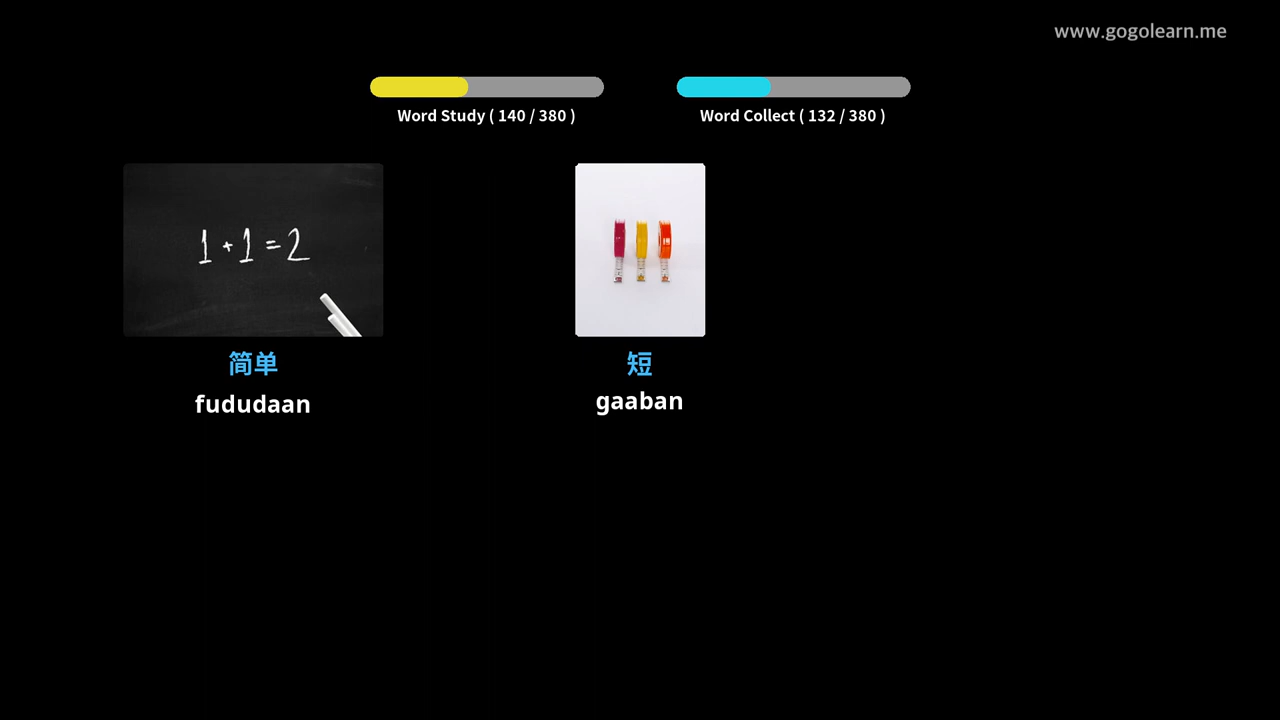 www.gogolearn.me
Word Study ( 140 / 380 )
Word Collect ( 132 / 380 )
1+1=2
简单
fududaan
短
gaaban